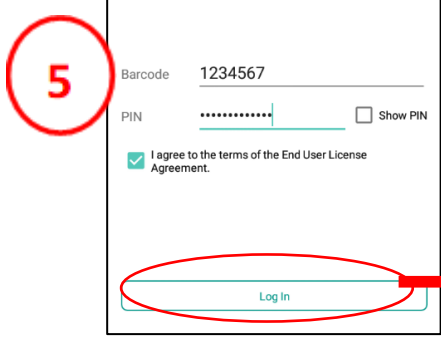 5
Barcode 1234567
PIN ••••••••••••• Show PIN
I agree to the terms of the End User License
Agreement.
Log In